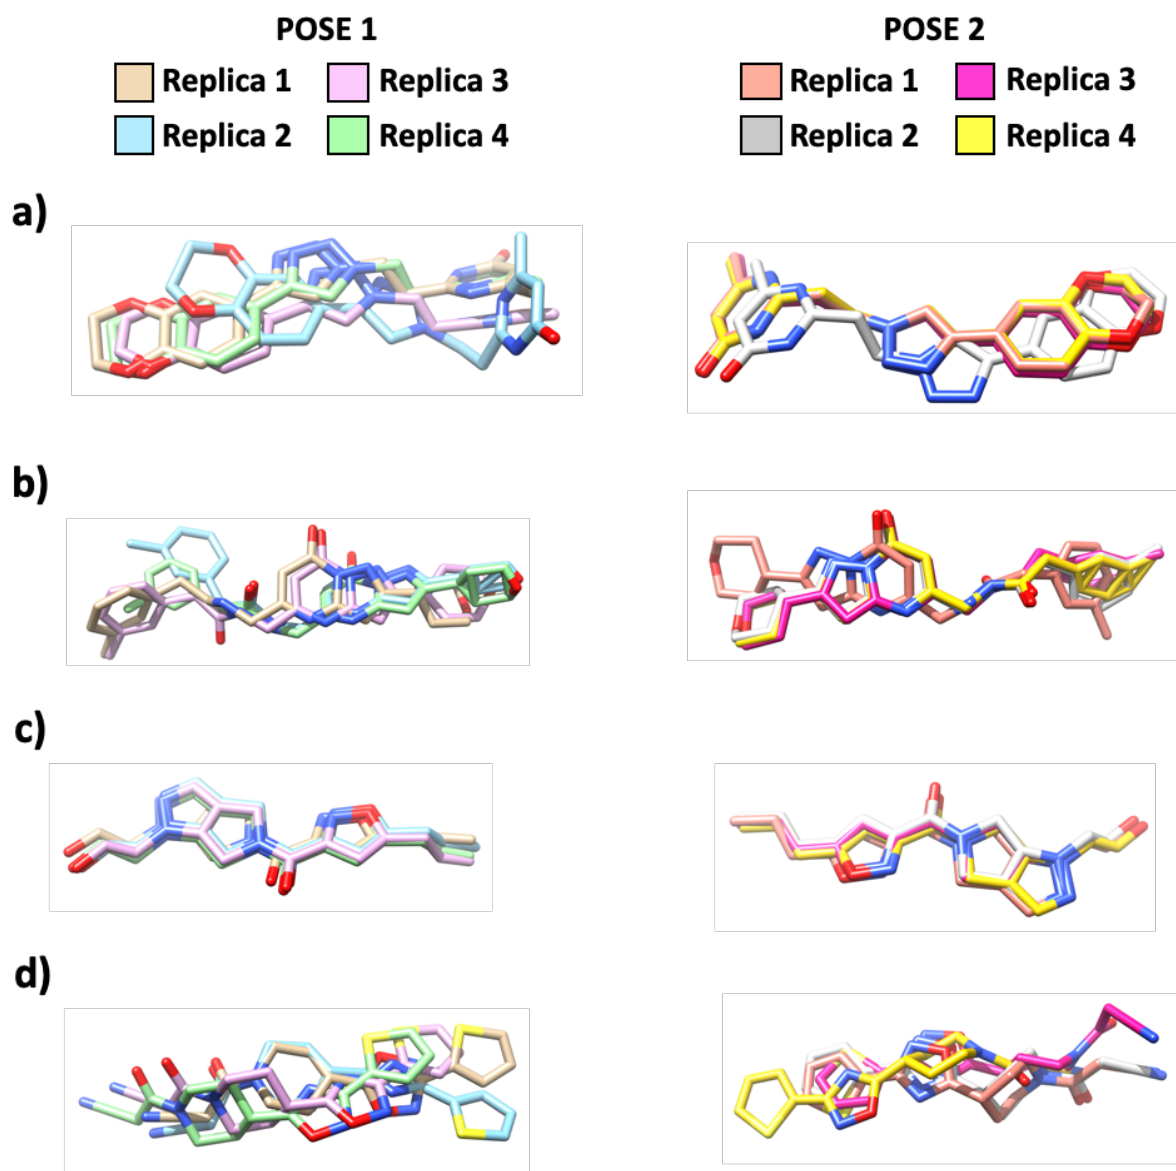 POSE 1
POSE 2
Replica 1
Replica 3
Replica 1
Replica 3
Replica 2
Replica 4
Replica 2
Replica 4
a)
b)
c)
d)